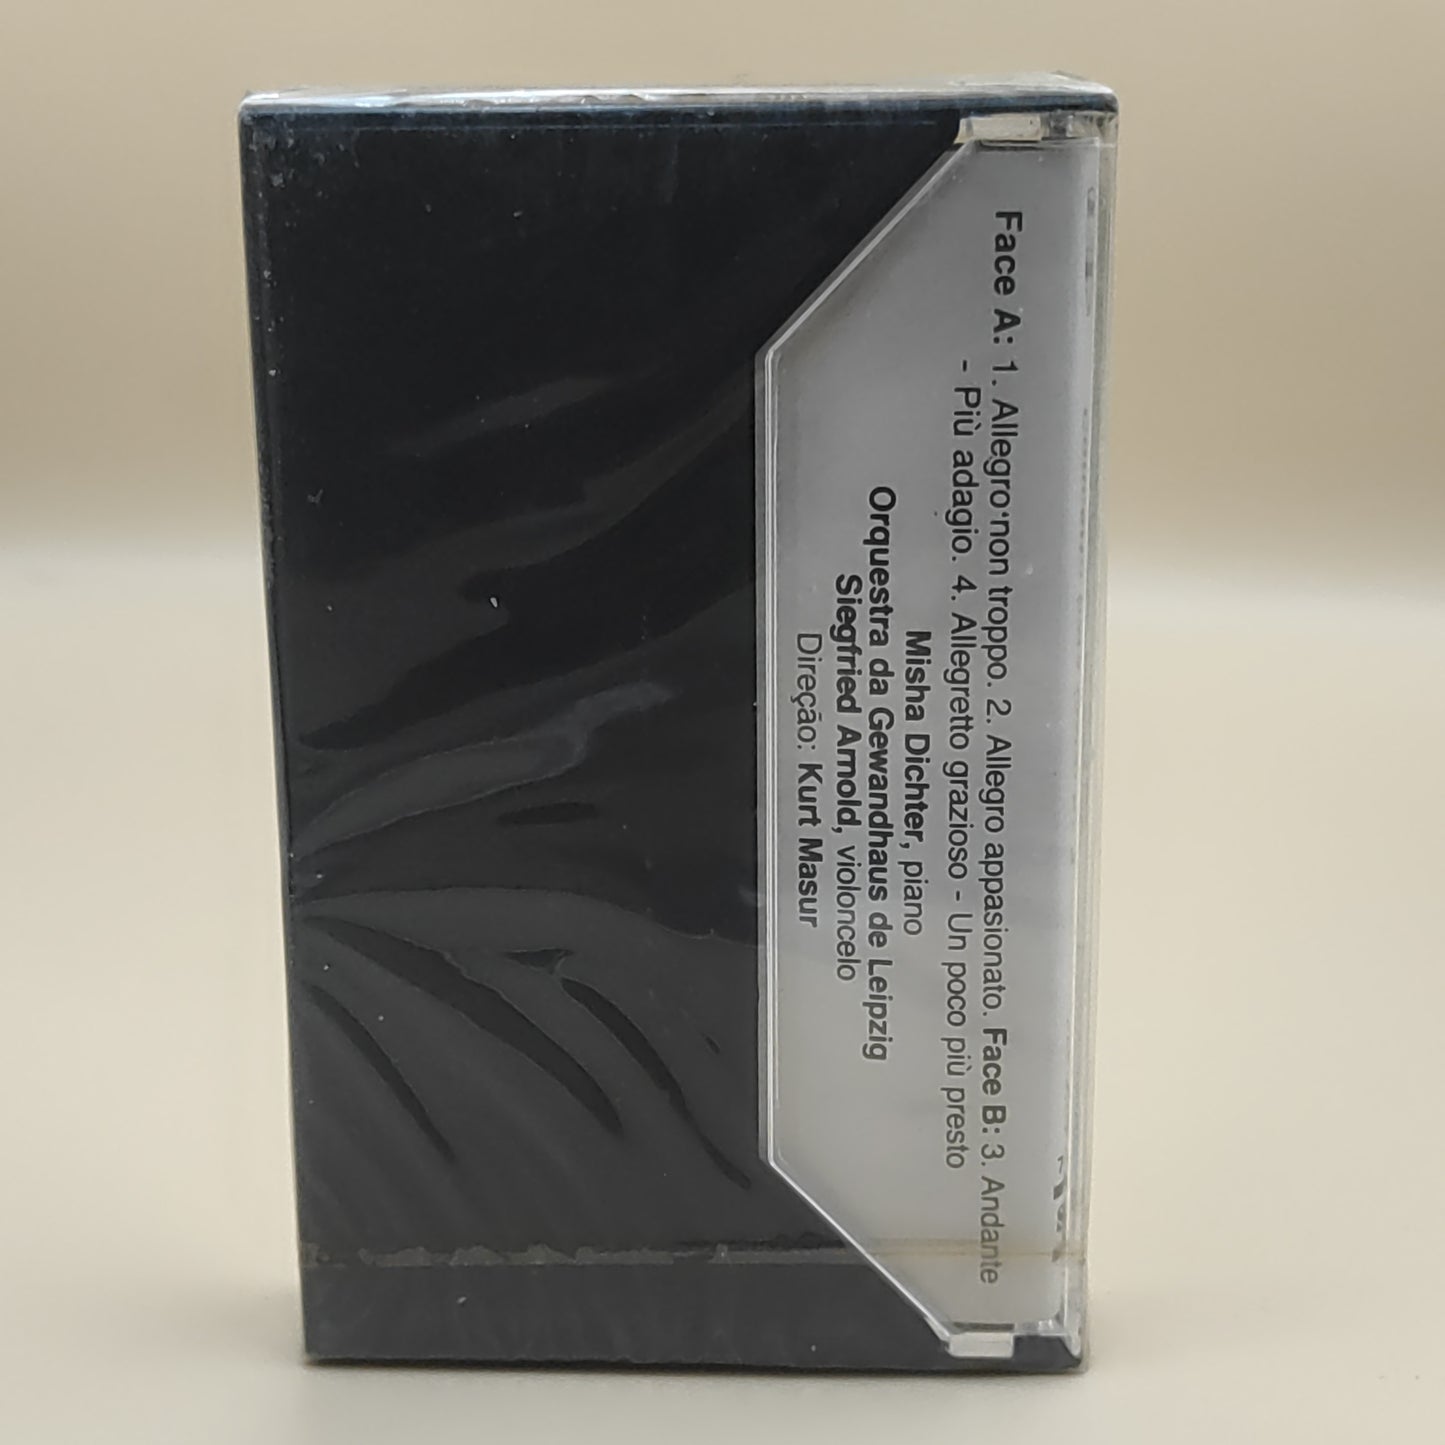 Face A: 1. Allegro non troppo. 2. Allegro appasionato. Face B: 3. Andante
- Più adagio. 4. Allegretto grazioso - Un poco più presto
Misha Dichter, piano
Orquestra da Gewandhaus de Leipzig
Siegfried Arnold, violoncelo
Direção: Kurt Masur